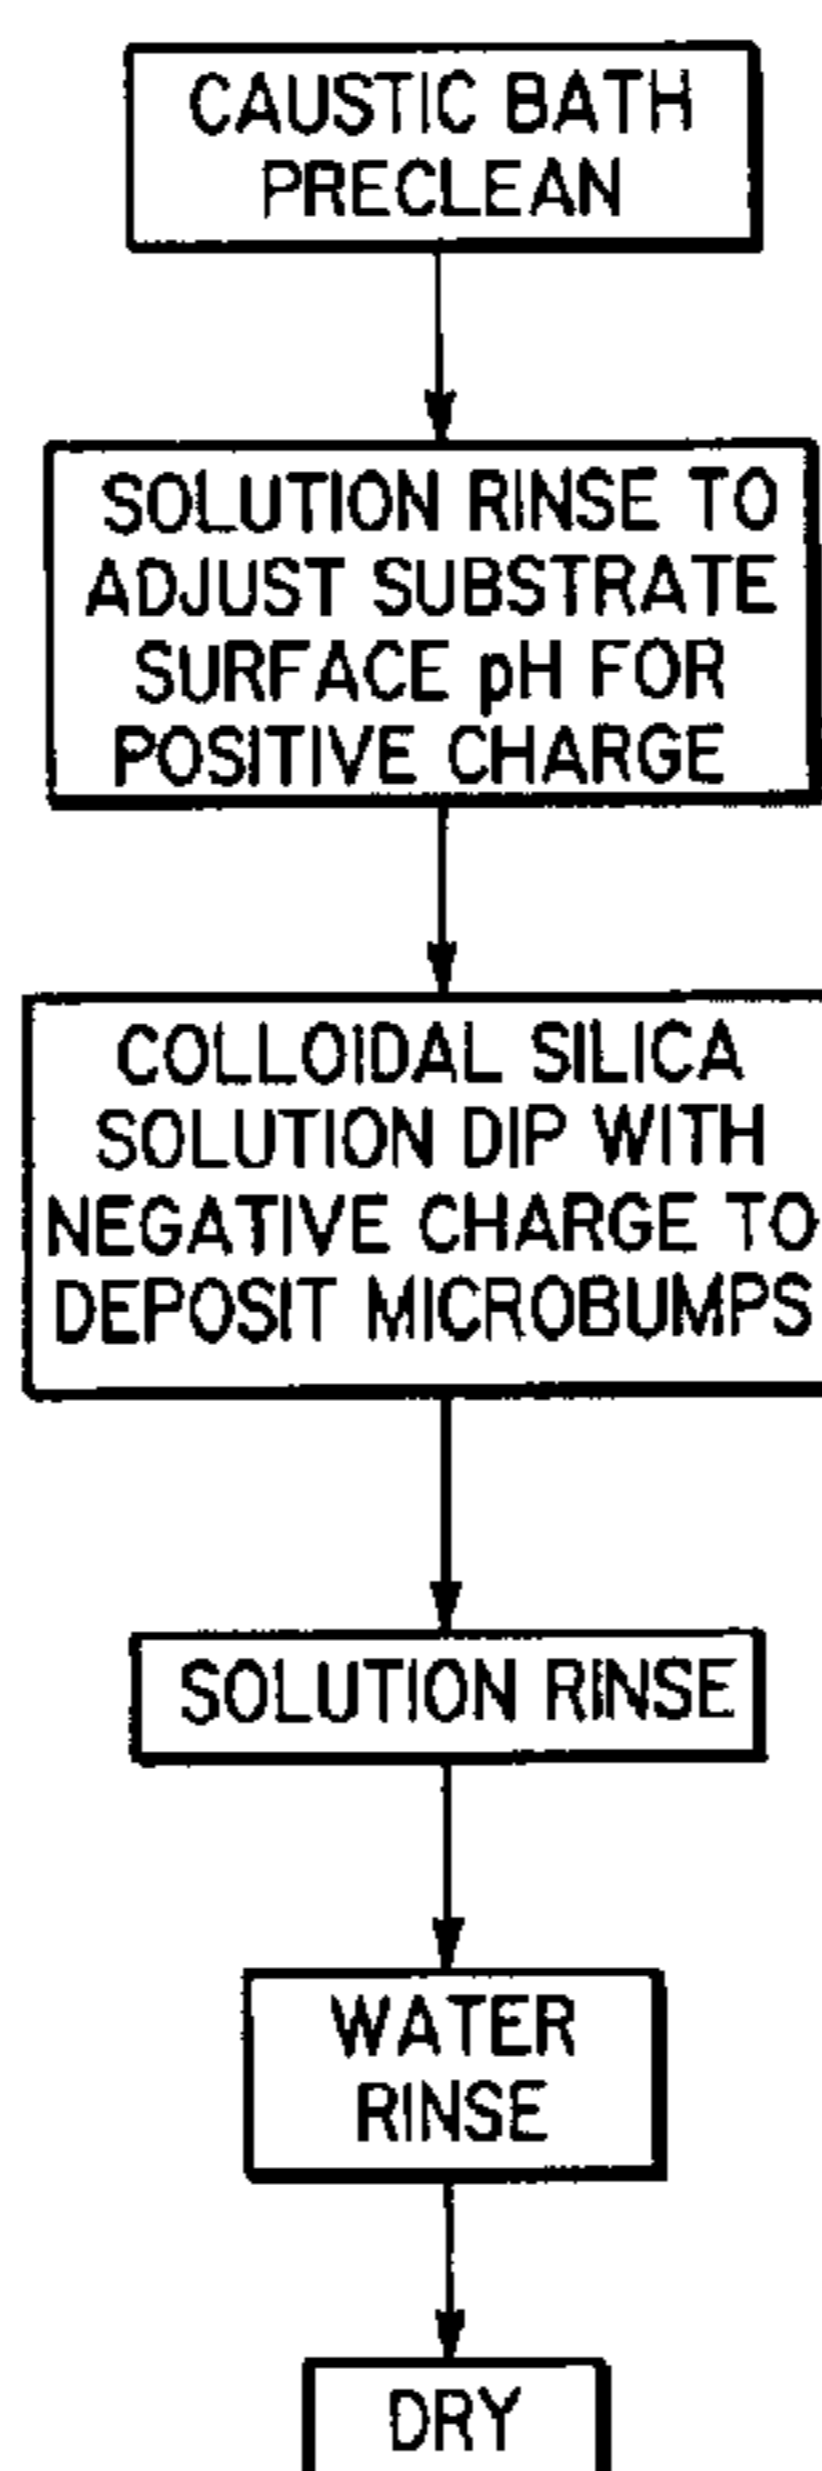 CAUSTIC BATH
PRECLEAN
SOLUTION RINSE TO
ADJUST SUBSTRATE
SURFACE pH FOR
POSITIVE CHARGE
COLLOIDAL SILICA
SOLUTION DIP WITH
NEGATIVE CHARGE TO
DEPOSIT MICROBUMPS
SOLUTION RINSE
WATER
RINSE
DRY